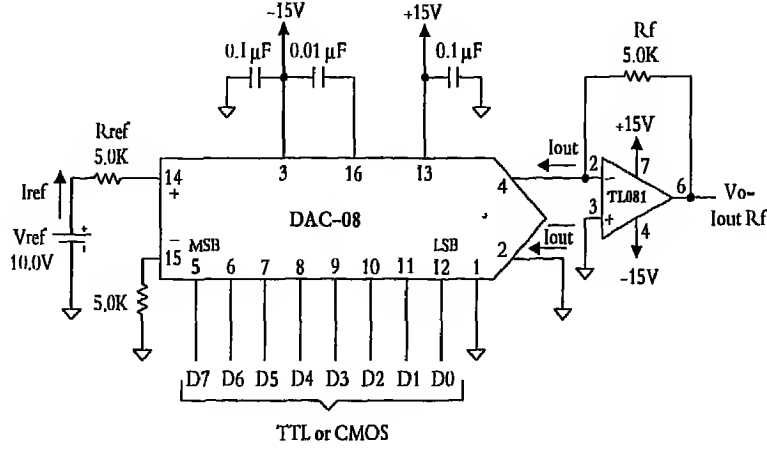 -15V
+15V
0.1 µF
0.01 µF
0.1 µF
Rf
5.0K
Rref
5.0K
Iref
Vref
10.0V
+
-
14
+
3
16
13
4
Iout
2
-
+15V
7
TL081
6
Vo-
Iout Rf
3
+
4
-15V
DAC-08
-
15
MSB
LSB
2
Iout
5
6
7
8
9
10
11
12
1
5.0K
D7
D6
D5
D4
D3
D2
D1
D0
TTL or CMOS